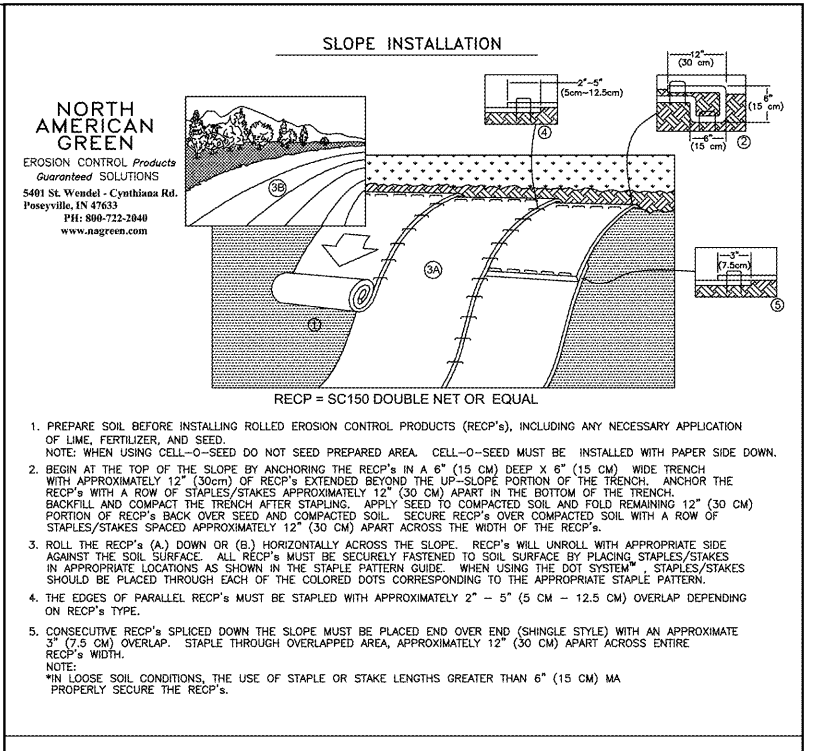 SLOPE INSTALLATION
NORTH
AMERICAN
GREEN
EROSION CONTROL Products
Guaranteed SOLUTIONS
5401 St. Wendel - Cynthiana Rd.
Poseyville, IN 47633
PH: 800-722-2040
www.nagreen.com
2"-5"
(5cm-12.5cm)
4
12"
(30 cm)
6"
(15 cm)
6"
(15 cm)
2
3B
3A
1
3"
(7.5cm)
5
RECP = SC150 DOUBLE NET OR EQUAL
1. PREPARE SOIL BEFORE INSTALLING ROLLED EROSION CONTROL PRODUCTS (RECP's), INCLUDING ANY NECESSARY APPLICATION
OF LIME, FERTILIZER, AND SEED.
NOTE: WHEN USING CELL-O-SEED DO NOT SEED PREPARED AREA. CELL-O-SEED MUST BE INSTALLED WITH PAPER SIDE DOWN.
2. BEGIN AT THE TOP OF THE SLOPE BY ANCHORING THE RECP's IN A 6" (15 CM) DEEP X 6" (15 CM) WIDE TRENCH
WITH APPROXIMATELY 12" (30cm) OF RECP's EXTENDED BEYOND THE UP-SLOPE PORTION OF THE TRENCH. ANCHOR THE
RECP's WITH A ROW OF STAPLES/STAKES APPROXIMATELY 12" (30 CM) APART IN THE BOTTOM OF THE TRENCH.
BACKFILL AND COMPACT THE TRENCH AFTER STAPLING. APPLY SEED TO COMPACTED SOIL AND FOLD REMAINING 12" (30 CM)
PORTION OF RECP's BACK OVER SEED AND COMPACTED SOIL. SECURE RECP's OVER COMPACTED SOIL WITH A ROW OF
STAPLES/STAKES SPACED APPROXIMATELY 12" (30 CM) APART ACROSS THE WIDTH OF THE RECP's.
3. ROLL THE RECP's (A.) DOWN OR (B.) HORIZONTALLY ACROSS THE SLOPE. RECP's WILL UNROLL WITH APPROPRIATE SIDE
AGAINST THE SOIL SURFACE. ALL RECP's MUST BE SECURELY FASTENED TO SOIL SURFACE BY PLACING STAPLES/STAKES
IN APPROPRIATE LOCATIONS AS SHOWN IN THE STAPLE PATTERN GUIDE. WHEN USING THE DOT SYSTEM™, STAPLES/STAKES
SHOULD BE PLACED THROUGH EACH OF THE COLORED DOTS CORRESPONDING TO THE APPROPRIATE STAPLE PATTERN.
4. THE EDGES OF PARALLEL RECP's MUST BE STAPLED WITH APPROXIMATELY 2" - 5" (5 CM - 12.5 CM) OVERLAP DEPENDING
ON RECP's TYPE.
5. CONSECUTIVE RECP's SPLICED DOWN THE SLOPE MUST BE PLACED END OVER END (SHINGLE STYLE) WITH AN APPROXIMATE
3" (7.5 CM) OVERLAP. STAPLE THROUGH OVERLAPPED AREA, APPROXIMATELY 12" (30 CM) APART ACROSS ENTIRE
RECP's WIDTH.
NOTE:
*IN LOOSE SOIL CONDITIONS, THE USE OF STAPLE OR STAKE LENGTHS GREATER THAN 6" (15 CM) MA
PROPERLY SECURE THE RECP's.